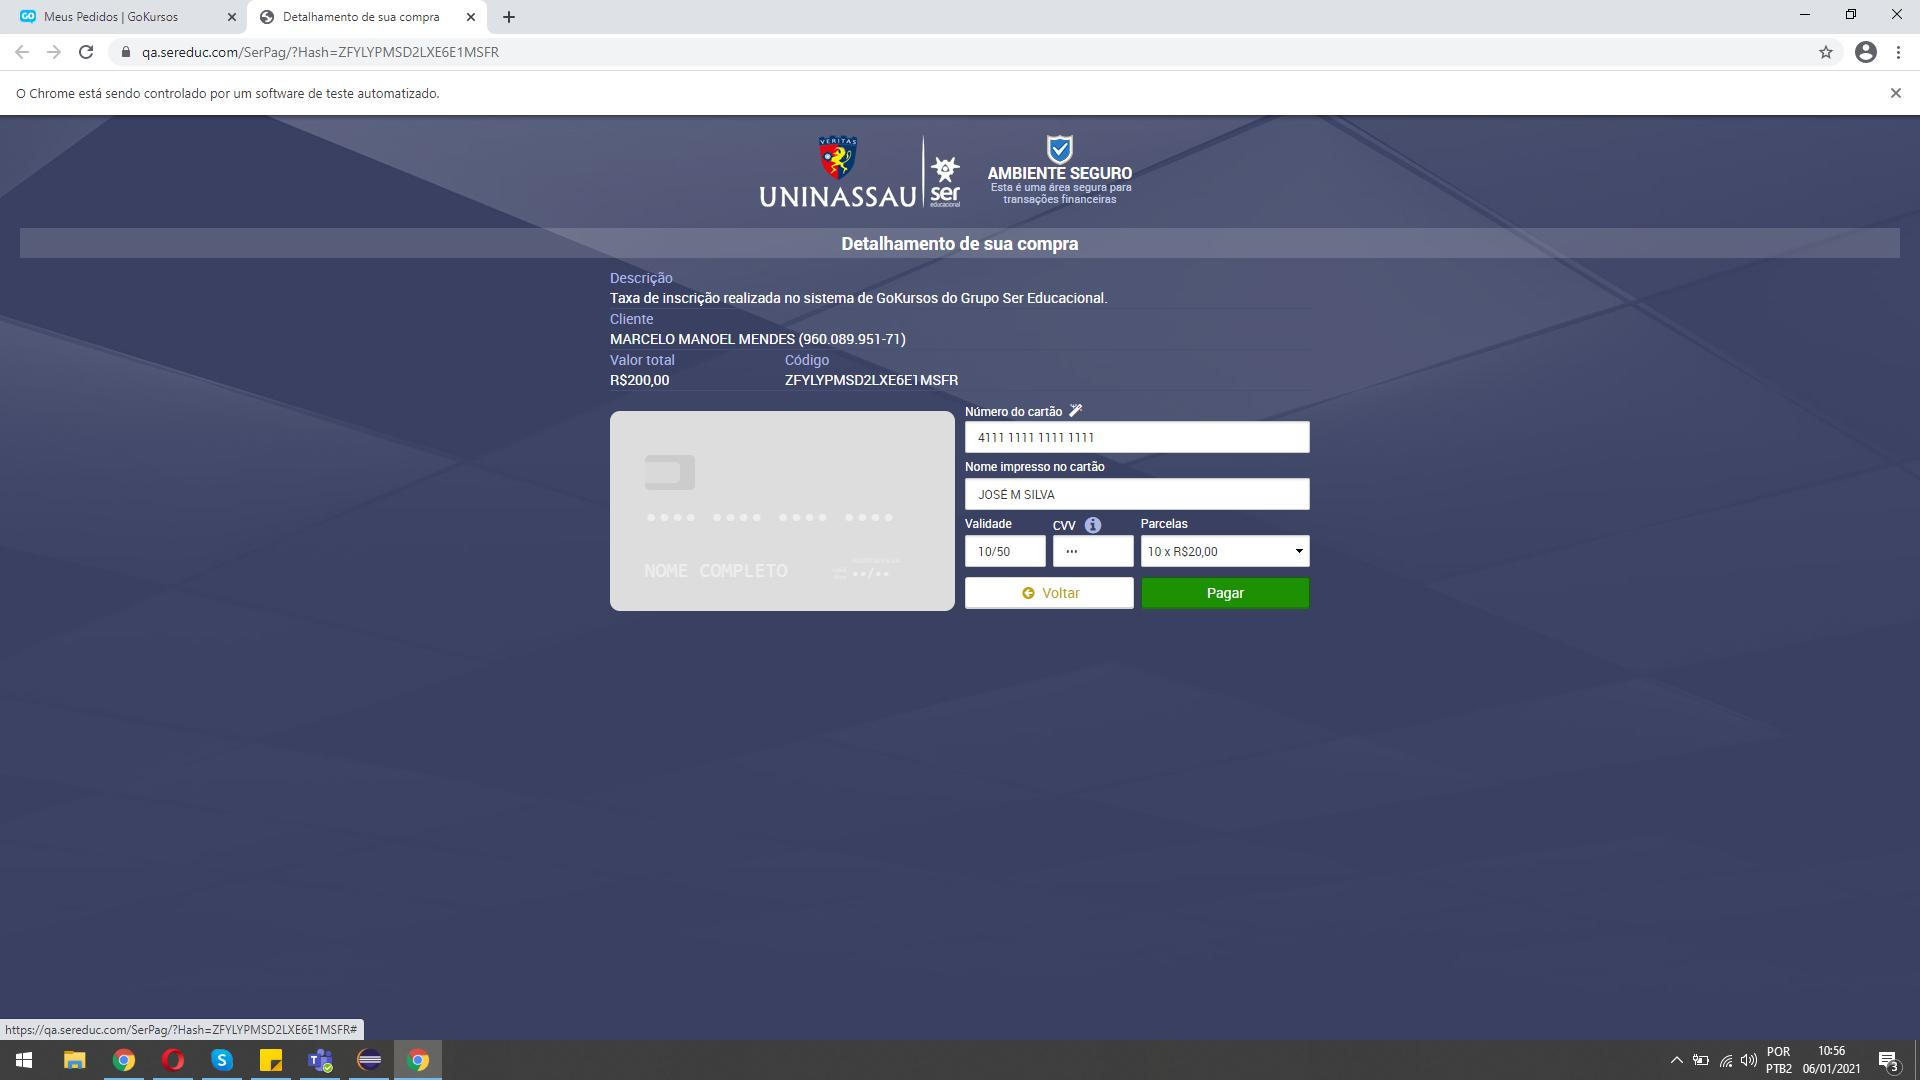 Meus Pedidos | GoKursos
Detalhamento de sua compra
qa.sereduc.com/SerPag/?Hash=ZFYLYPMSD2LXE6E1MSFR
O Chrome está sendo controlado por um software de teste automatizado.
VERITAS
UNINASSAU
ser
educacional
AMBIENTE SEGURO
Esta é uma área segura para
transações financeiras
Detalhamento de sua compra
Descrição
Taxa de inscrição realizada no sistema de GoKursos do Grupo Ser Educacional.
Cliente
MARCELO MANOEL MENDES (960.089.951-71)
Valor total Código
R$200,00 ZFYLYPMSD2LXE6E1MSFR
Número do cartão
4111 1111 1111 1111
Nome impresso no cartão
JOSÉ M SILVA
Validade CVV Parcelas
10/50 ••• 10 x R$20,00
•••• •••• •••• ••••
NOME COMPLETO ••/••
Voltar Pagar
https://qa.sereduc.com/SerPag/?Hash=ZFYLYPMSD2LXE6E1MSFR#
POR
PTB2
10:56
06/01/2021
3